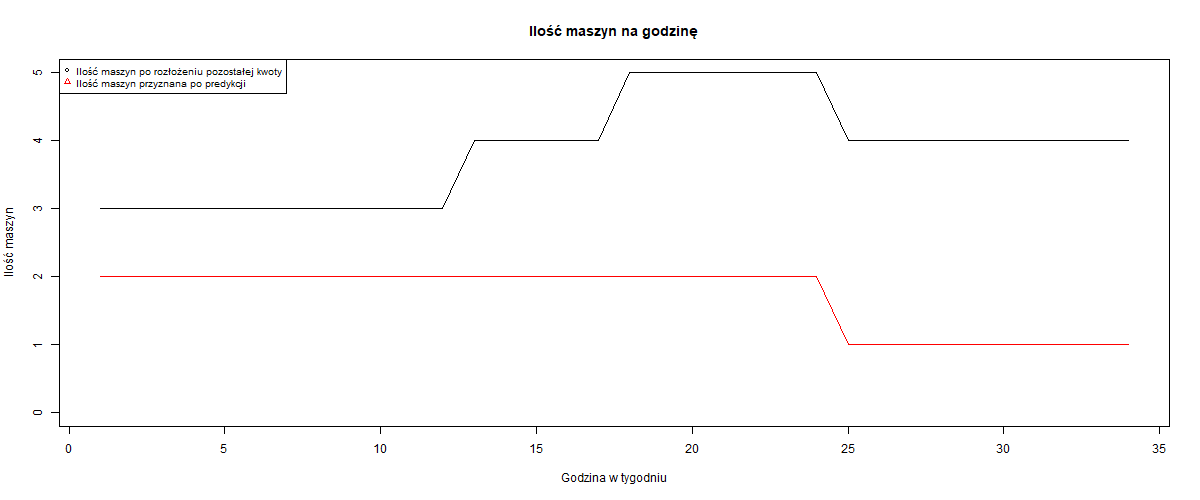 Ilość maszyn na godzinę
Ilość maszyn po rozłożeniu pozostałej kwoty
Ilość maszyn przyznana po predykcji
Ilość maszyn
5
4
3
2
1
0
0 5 10 15 20 25 30 35
Godzina w tygodniu